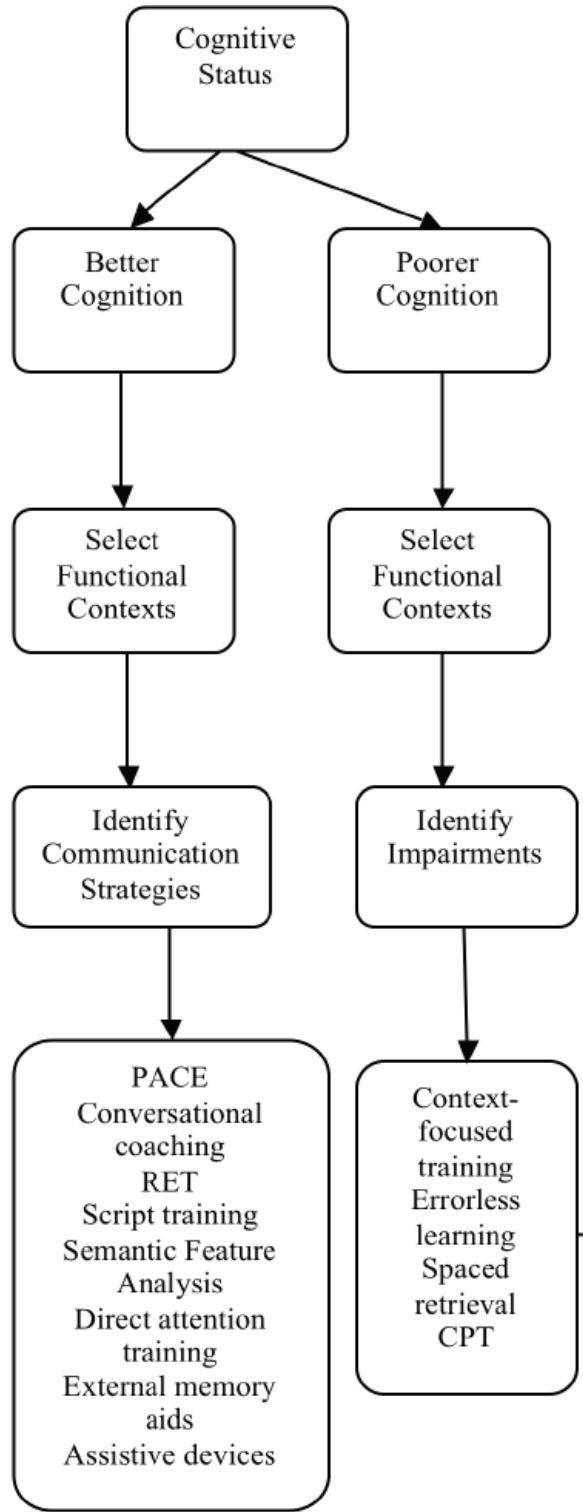 Cognitive
Status
Better
Cognition
Poorer
Cognition
Select
Functional
Contexts
Select
Functional
Contexts
Identify
Communication
Strategies
Identify
Impairments
PACE
Conversational
coaching
RET
Script training
Semantic Feature
Analysis
Direct attention
training
External memory
aids
Assistive devices
Context-
focused
training
Errorless
learning
Spaced
retrieval
CPT